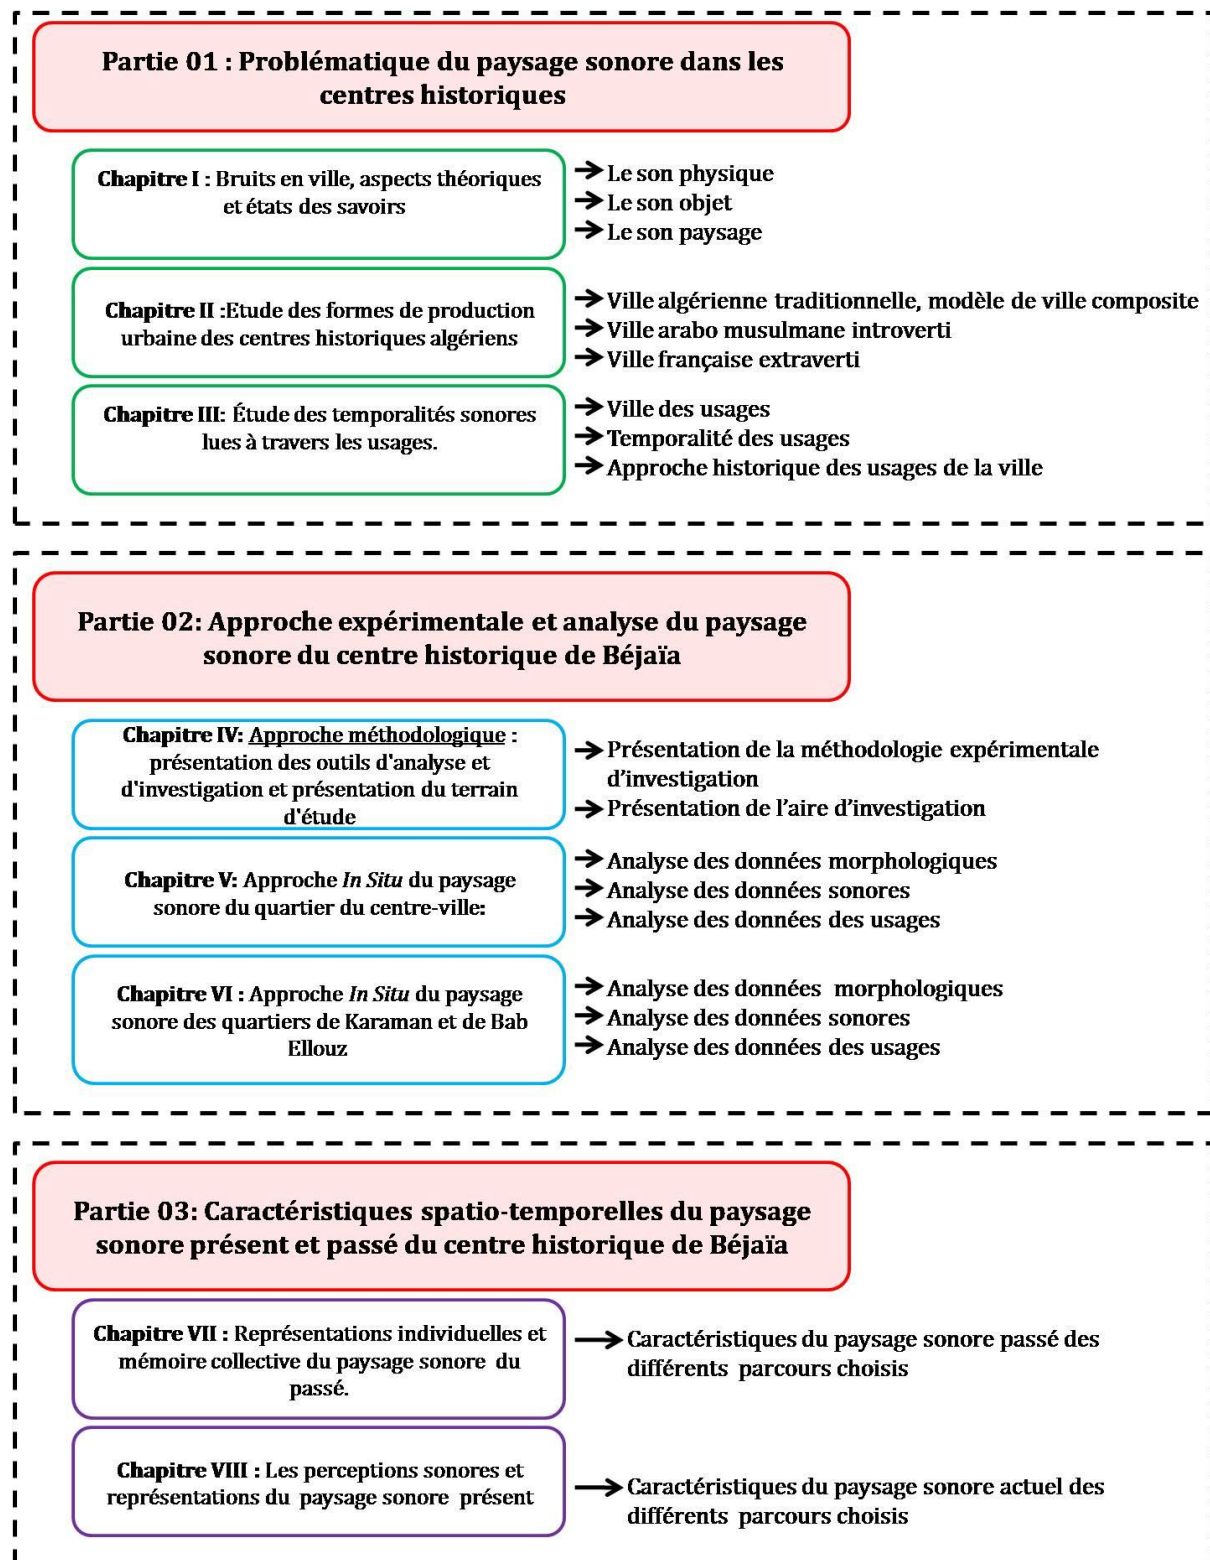 Partie 01 : Problématique du paysage sonore dans les
centres historiques
Chapitre I : Bruits en ville, aspects théoriques
et états des savoirs
→ Le son physique
→ Le son objet
→ Le son paysage
Chapitre II :Etude des formes de production
urbaine des centres historiques algériens
→ Ville algérienne traditionnelle, modèle de ville composite
→ Ville arabo musulmane introverti
→ Ville française extraverti
Chapitre III: Étude des temporalités sonores
lues à travers les usages.
→ Ville des usages
→ Temporalité des usages
→ Approche historique des usages de la ville
Partie 02: Approche expérimentale et analyse du paysage
sonore du centre historique de Béjaïa
Chapitre IV: Approche méthodologique :
présentation des outils d'analyse et
d'investigation et présentation du terrain
d'étude
→ Présentation de la méthodologie expérimentale
d'investigation
→ Présentation de l'aire d'investigation
Chapitre V: Approche In Situ du paysage
sonore du quartier du centre-ville:
→ Analyse des données morphologiques
→ Analyse des données sonores
→ Analyse des données des usages
Chapitre VI : Approche In Situ du paysage
sonore des quartiers de Karaman et de Bab
Ellouz
→ Analyse des données morphologiques
→ Analyse des données sonores
→ Analyse des données des usages
Partie 03: Caractéristiques spatio-temporelles du paysage
sonore présent et passé du centre historique de Béjaïa
Chapitre VII : Représentations individuelles et
mémoire collective du paysage sonore du
passé.
→ Caractéristiques du paysage sonore passé des
différents parcours choisis
Chapitre VIII : Les perceptions sonores et
représentations du paysage sonore présent
→ Caractéristiques du paysage sonore actuel des
différents parcours choisis